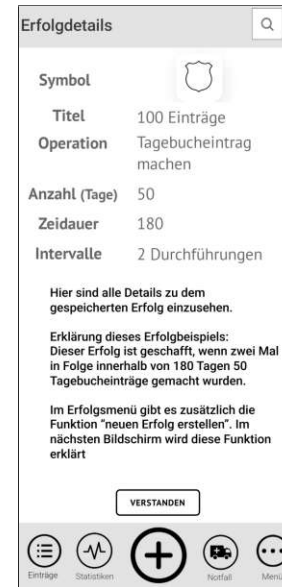 Erfolgdetails
Symbol
Titel 100 Einträge
Operation Tagebucheintrag
machen
Anzahl (Tage) 50
Zeidauer 180
Intervalle 2 Durchführungen
Hier sind alle Details zu dem
gespeicherten Erfolg einzusehen.
Erklärung dieses Erfolgbeispiels:
Dieser Erfolg ist geschafft, wenn zwei Mal
in Folge innerhalb von 180 Tagen 50
Tagebucheinträge gemacht wurden.
Im Erfolgsmenü gibt es zusätzlich die
Funktion "neuen Erfolg erstellen". Im
nächsten Bildschirm wird diese Funktion
erklärt
VERSTANDEN
Einträge Statistiken Notfall Menü